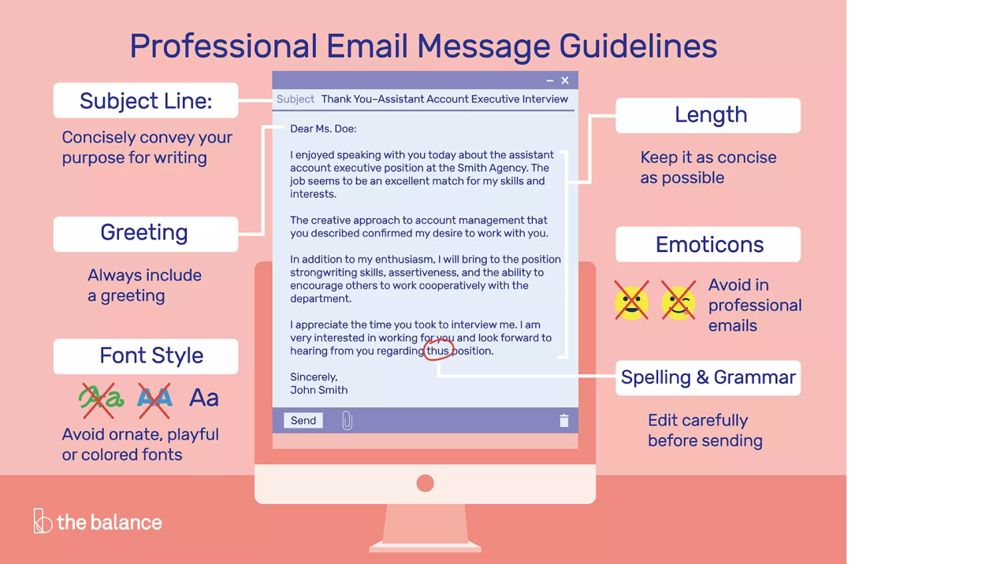 Professional Email Message Guidelines
Subject Line:
Concisely convey your
purpose for writing
Greeting
Always include
a greeting
Font Style
Aa AA Aa
Avoid ornate, playful
or colored fonts
Subject Thank You–Assistant Account Executive Interview
Dear Ms. Doe:
I enjoyed speaking with you today about the assistant
account executive position at the Smith Agency. The
job seems to be an excellent match for my skills and
interests.
The creative approach to account management that
you described confirmed my desire to work with you.
In addition to my enthusiasm, I will bring to the position
strongwriting skills, assertiveness, and the ability to
encourage others to work cooperatively with the
department.
I appreciate the time you took to interview me. I am
very interested in working for you and look forward to
hearing from you regarding thus position.
Sincerely,
John Smith
Send
Length
Keep it as concise
as possible
Emoticons
Avoid in
professional
emails
Spelling & Grammar
Edit carefully
before sending
the balance